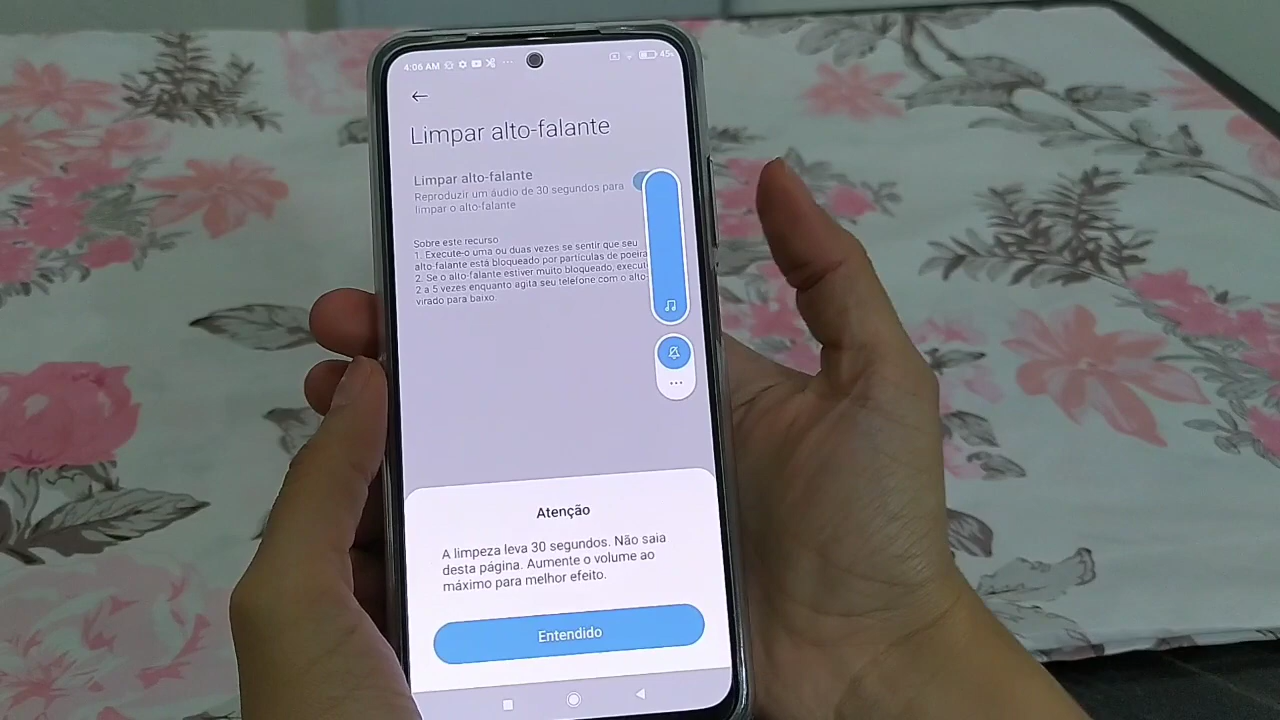 4:06 AM
45%
Limpar alto-falante
Limpar alto-falante
Reproduzir um áudio de 30 segundos para
limpar o alto-falante
Sobre este recurso
1. Execute-o uma ou duas vezes se sentir que seu
alto-falante está bloqueado por partículas de poeira
2. Se o alto-falante estiver muito bloqueado, execut
2 a 5 vezes enquanto agita seu telefone com o alto-
virado para baixo.
Atenção
A limpeza leva 30 segundos. Não saia
desta página. Aumente o volume ao
máximo para melhor efeito.
Entendido